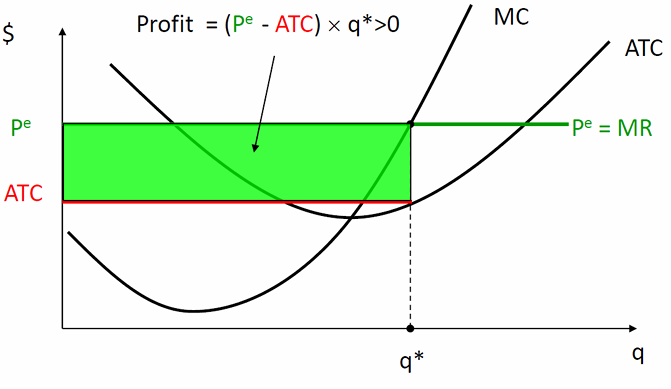 Profit = (Pᵉ - ATC) × q*>0
MC
$
ATC
Pᵉ
Pᵉ = MR
ATC
q*
q